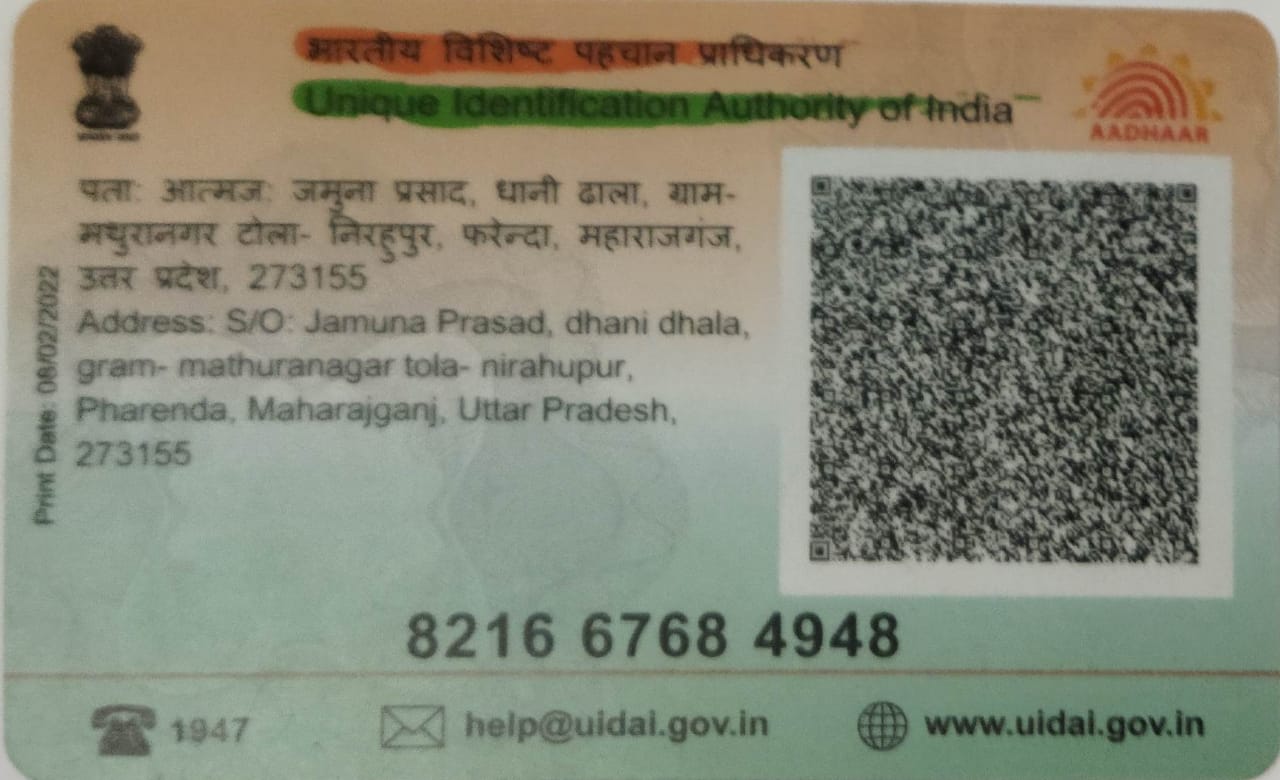 भारतीय विशिष्ट पहचान प्राधिकरण
Unique Identification Authority of India
AADHAAR
पता: आत्मज: जमुना प्रसाद, धानी ढाला, ग्राम-
मथुरानगर टोला- निरहुपुर, फरेन्दा, महाराजगंज,
उत्तर प्रदेश, 273155
Address: S/O: Jamuna Prasad, dhani dhala,
gram- mathuranagar tola- nirahupur,
Pharenda, Maharajganj, Uttar Pradesh,
273155
Print Date: 08/02/2022
8216 6768 4948
1947
help@uidai.gov.in
www.uidai.gov.in